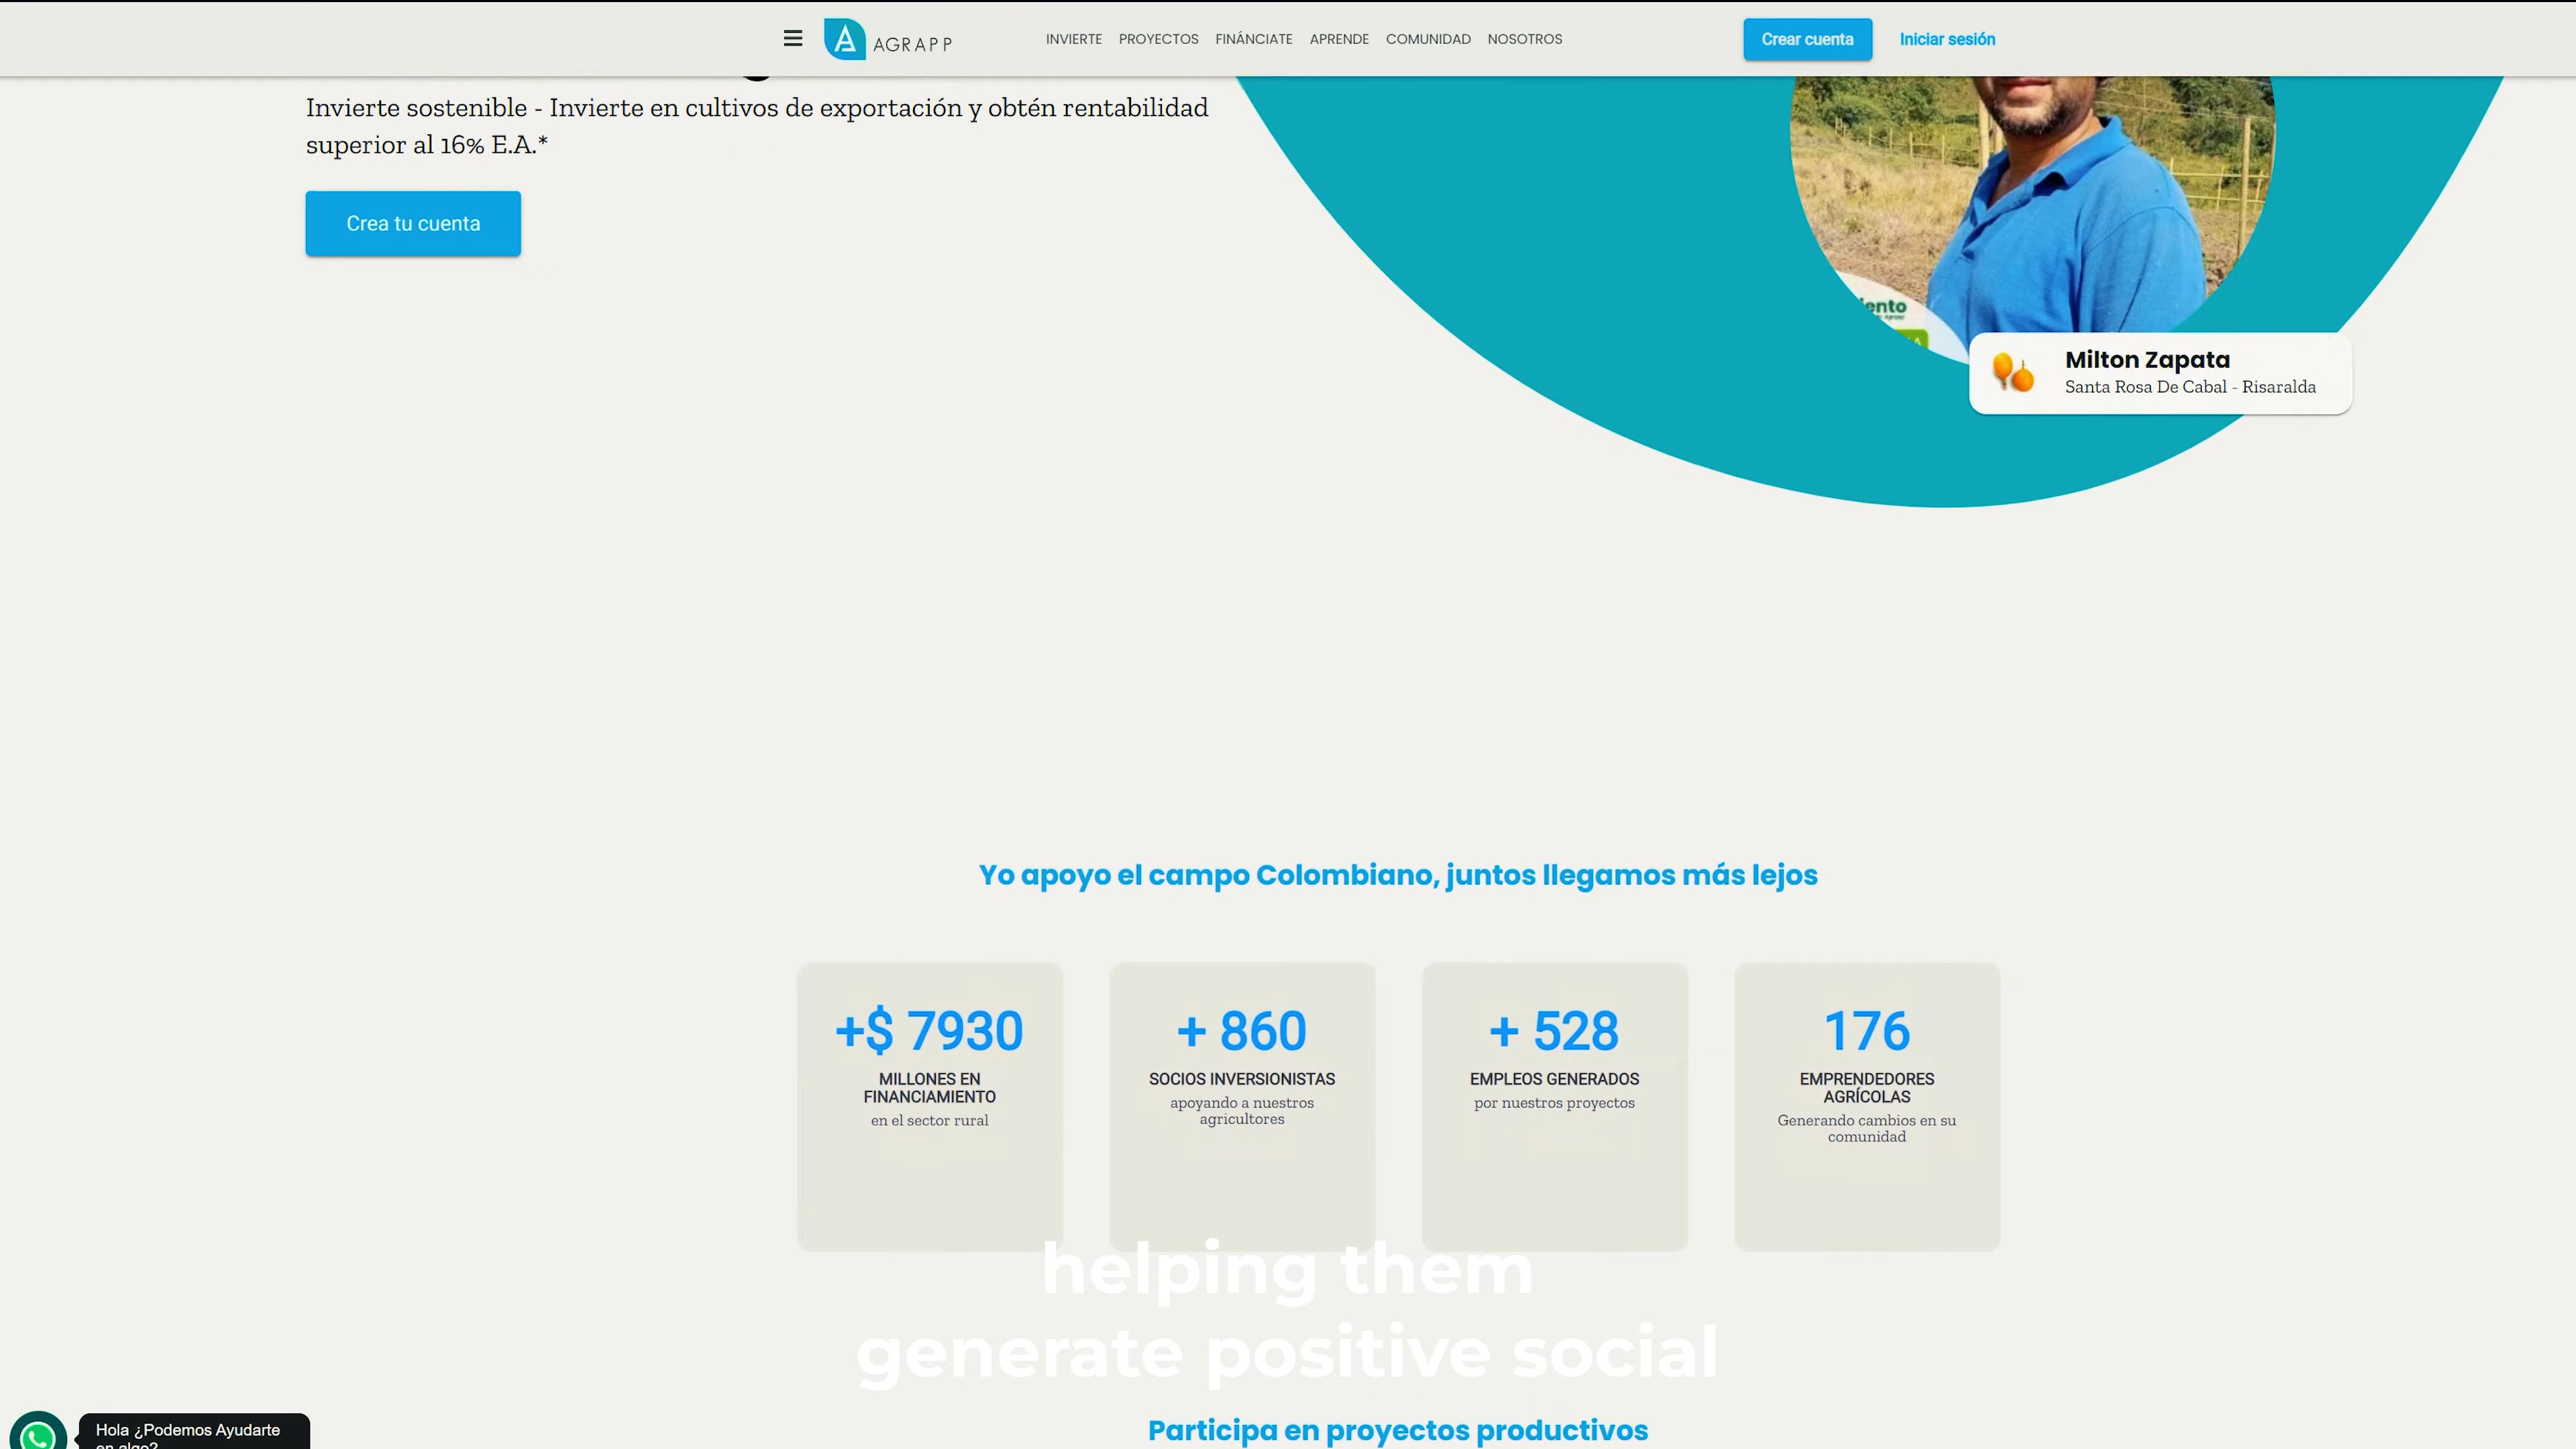 AGRAPP
INVIERTE PROYECTOS FINÁNCIATE APRENDE COMUNIDAD NOSOTROS
Crear cuenta
Iniciar sesión
Invierte sostenible - Invierte en cultivos de exportación y obtén rentabilidad
superior al 16% E.A.*
Crea tu cuenta
Milton Zapata
Santa Rosa De Cabal - Risaralda
Yo apoyo el campo Colombiano, juntos llegamos más lejos
+$ 7930
MILLONES EN
FINANCIAMIENTO
en el sector rural
+ 860
SOCIOS INVERSIONISTAS
apoyando a nuestros
agricultores
+ 528
EMPLEOS GENERADOS
por nuestros proyectos
176
EMPRENDEDORES
AGRÍCOLAS
Generando cambios en su
comunidad
helping them
generate positive social
Participa en proyectos productivos
Hola ¿Podemos Ayudarte
en algo?